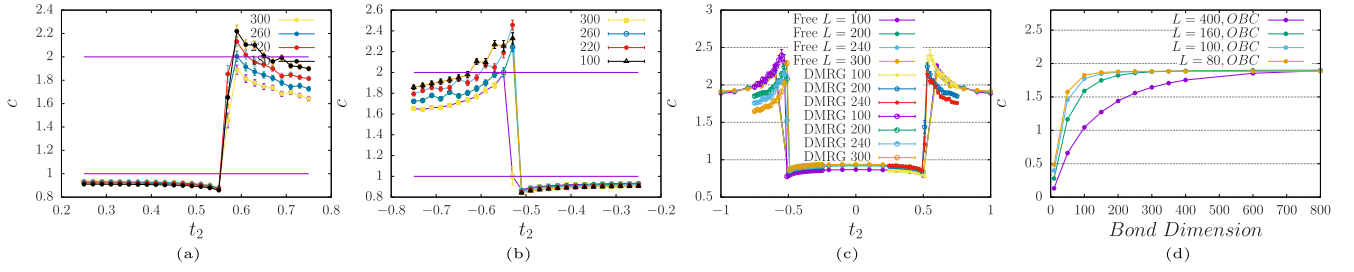 c
2.4
2.2
2
1.8
1.6
1.4
1.2
1
0.8
0.2
0.3
0.4
0.5
0.6
0.7
0.8
t2
300
260
220
100
(a)
c
2.6
2.4
2.2
2
1.8
1.6
1.4
1.2
1
0.8
−0.8
−0.7
−0.6
−0.5
−0.4
−0.3
−0.2
t2
300
260
220
100
(b)
c
3
2.5
2
1.5
1
0.5
−1
−0.5
0
0.5
1
t2
Free L = 100
Free L = 200
Free L = 240
Free L = 300
DMRG 100
DMRG 200
DMRG 240
DMRG 100
DMRG 200
DMRG 240
DMRG 300
(c)
c
2.5
2
1.5
1
0.5
0
0
100
200
300
400
500
600
700
800
Bond Dimension
L = 400, OBC
L = 160, OBC
L = 100, OBC
L = 80, OBC
(d)